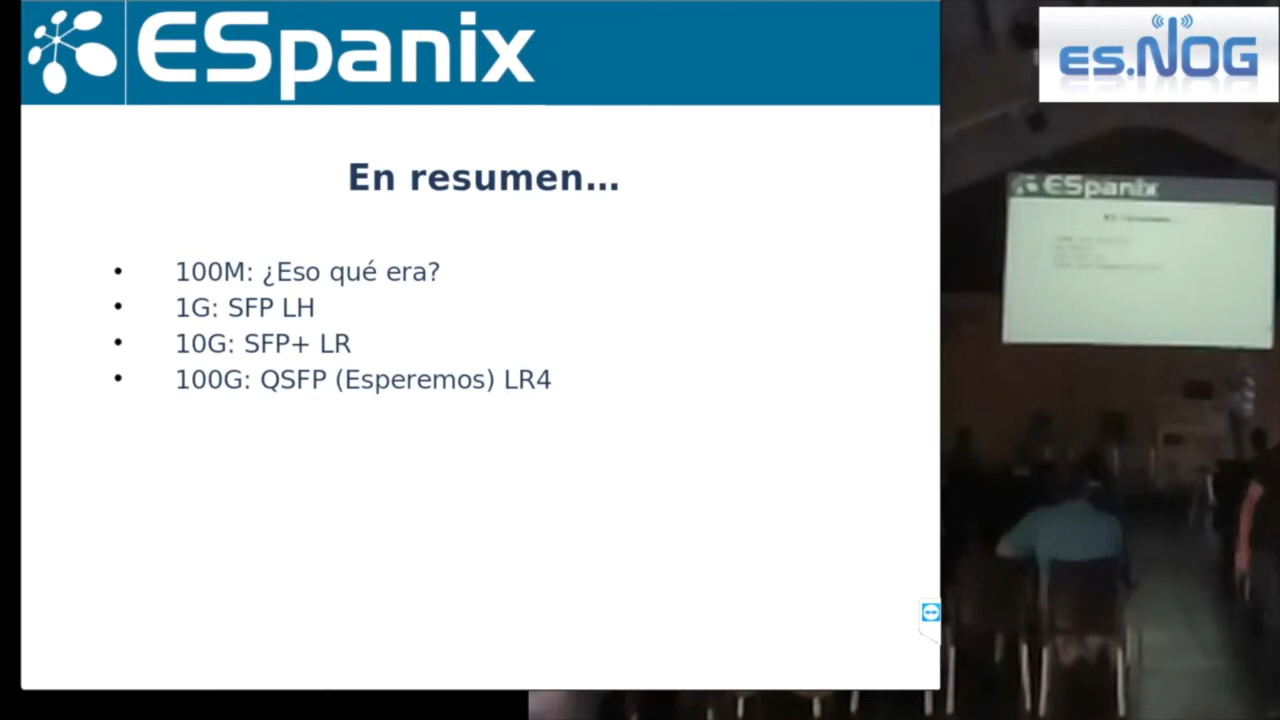 ESpanix
es.NOG
En resumen...
• 100M: ¿Eso qué era?
• 1G: SFP LH
• 10G: SFP+ LR
• 100G: QSFP (Esperemos) LR4
ESpanix